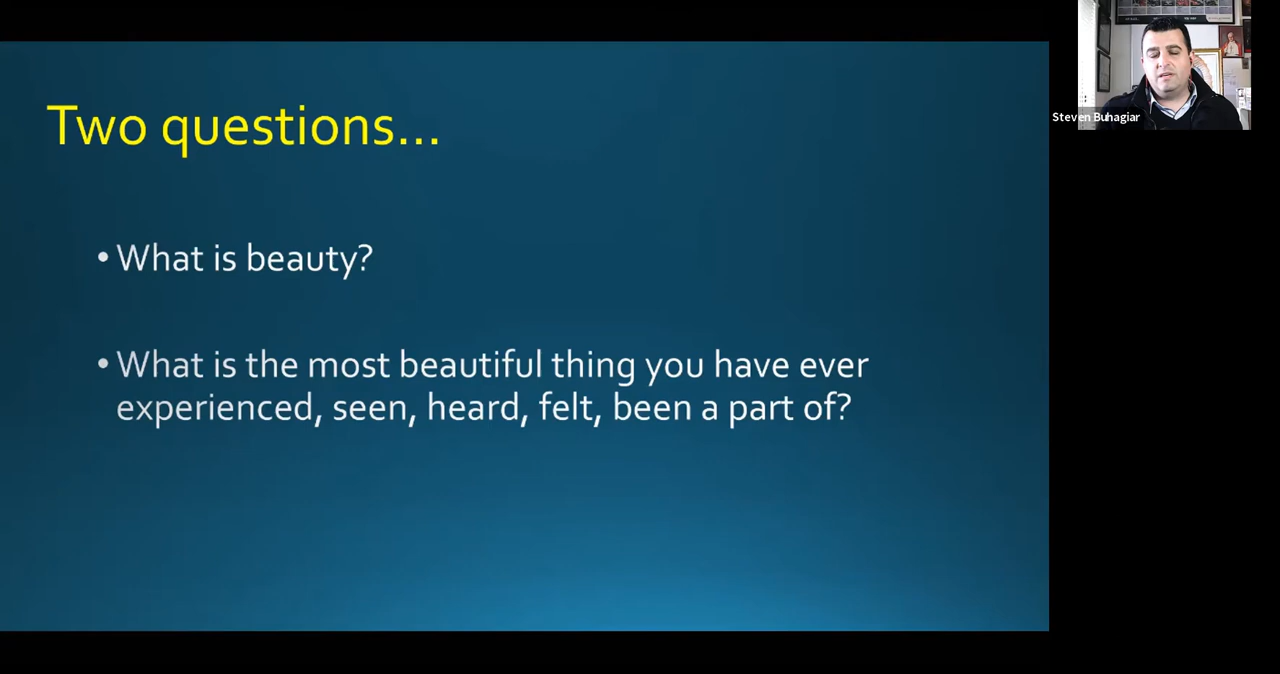 Two questions...
• What is beauty?
• What is the most beautiful thing you have ever
experienced, seen, heard, felt, been a part of?
Steven Buhagiar